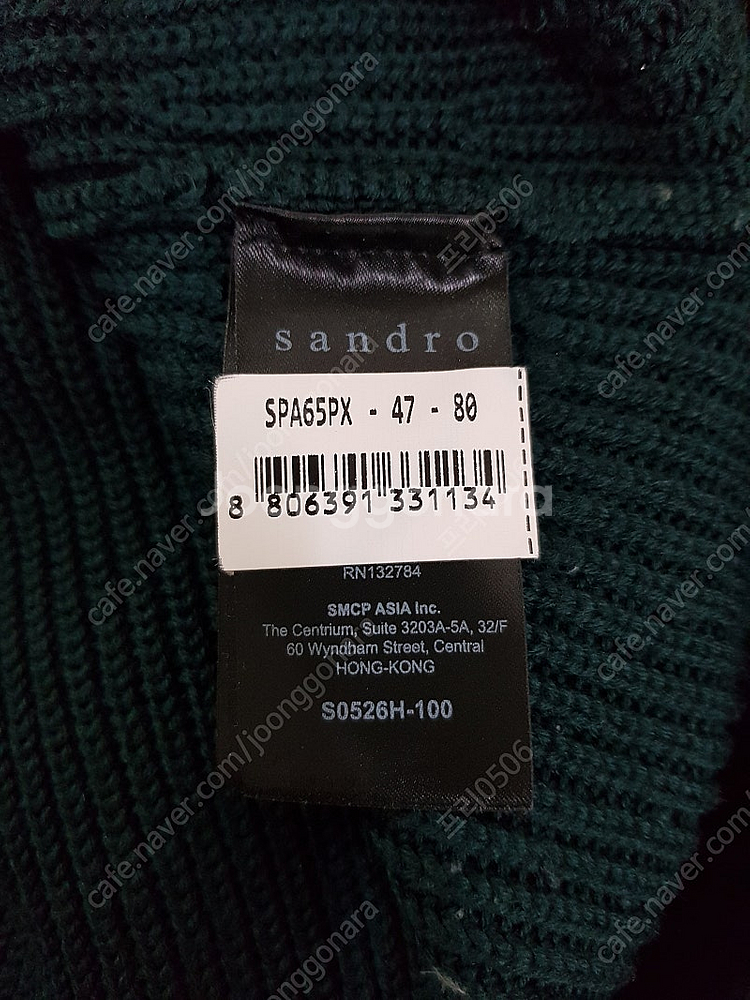 sandro
SPA65PX - 47 - 80
8 806391 331134
RN132784
SMCP ASIA Inc.
The Centrium, Suite 3203A-5A, 32/F
60 Wyndham Street, Central
HONG-KONG
S0526H-100
joonggonara
cafe.naver.com/joonggonara
프리0506